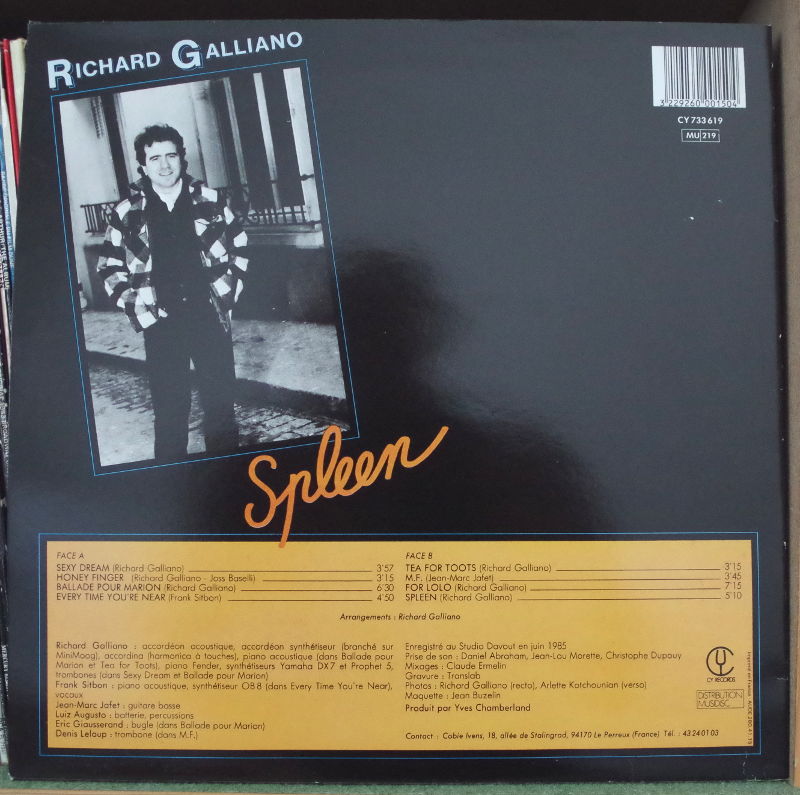 RICHARD GALLIANO
3 229260 001504
CY 733 619
MU 219
Spleen
FACE A
SEXY DREAM (Richard Galliano) 3'57
HONEY FINGER (Richard Galliano - Joss Baselli) 3'15
BALLADE POUR MARION (Richard Galliano) 6'30
EVERY TIME YOU'RE NEAR (Frank Sitbon) 4'50
FACE B
TEA FOR TOOTS (Richard Galliano) 3'15
M.F. (Jean-Marc Jafet) 3'45
FOR LOLO (Richard Galliano) 7'15
SPLEEN (Richard Galliano) 5'10
Arrangements : Richard Galliano
Richard Galliano : accordéon acoustique, accordéon synthétiseur (branché sur
MiniMoog), accordina (harmonica à touches), piano acoustique (dans Ballade pour
Marion et Tea for Toots), piano Fender, synthétiseurs Yamaha DX7 et Prophet 5,
trombones (dans Sexy Dream et Ballade pour Marion)
Frank Sitbon : piano acoustique, synthétiseur OB8 (dans Every Time You're Near),
vocaux
Jean-Marc Jafet : guitare basse
Luiz Augusto : batterie, percussions
Eric Giausserand : bugle (dans Ballade pour Marion)
Denis Leloup : trombone (dans M.F.)
Enregistré au Studio Davout en juin 1985
Prise de son : Daniel Abraham, Jean-Lou Morette, Christophe Dupouy
Mixages : Claude Ermelin
Gravure : Translab
Photos : Richard Galliano (recto), Arlette Kotchounian (verso)
Maquette : Jean Buzelin
Produit par Yves Chamberland
Contact : Cobie Ivens, 18, allée de Stalingrad, 94170 Le Perreux (France) Tél. : 43 24 01 03
CY RECORDS
DISTRIBUTION
MUSIDISC